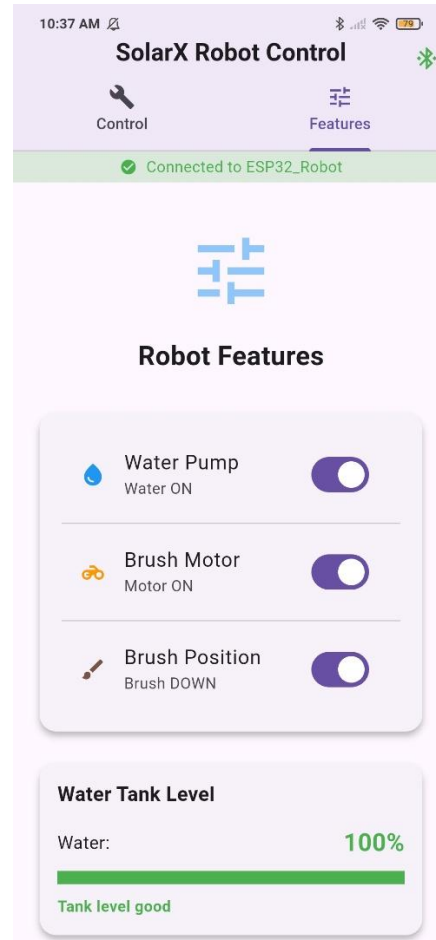 10:37 AM
79
SolarX Robot Control
Control
Features
Connected to ESP32_Robot
Robot Features
Water Pump
Water ON
Brush Motor
Motor ON
Brush Position
Brush DOWN
Water Tank Level
Water: 100%
Tank level good